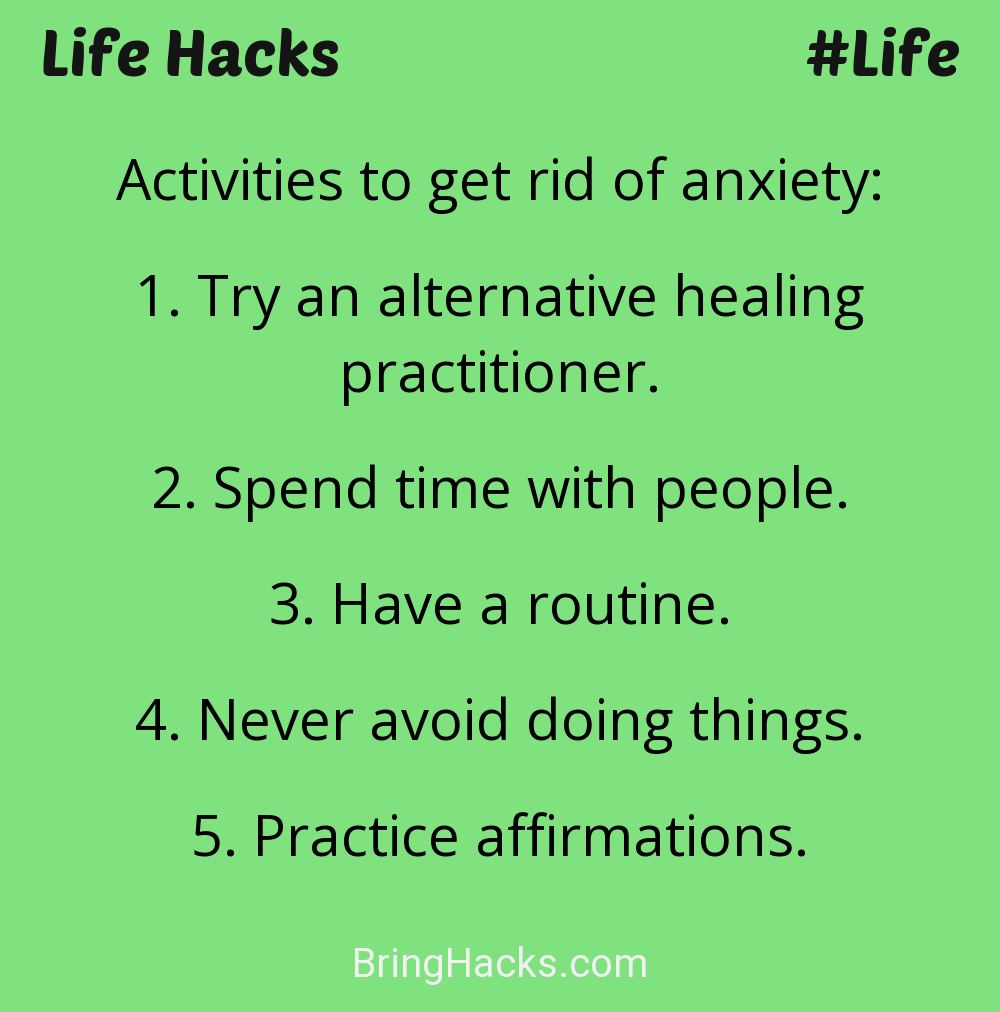 Life Hacks #Life
Activities to get rid of anxiety:
1. Try an alternative healing
practitioner.
2. Spend time with people.
3. Have a routine.
4. Never avoid doing things.
5. Practice affirmations.
BringHacks.com